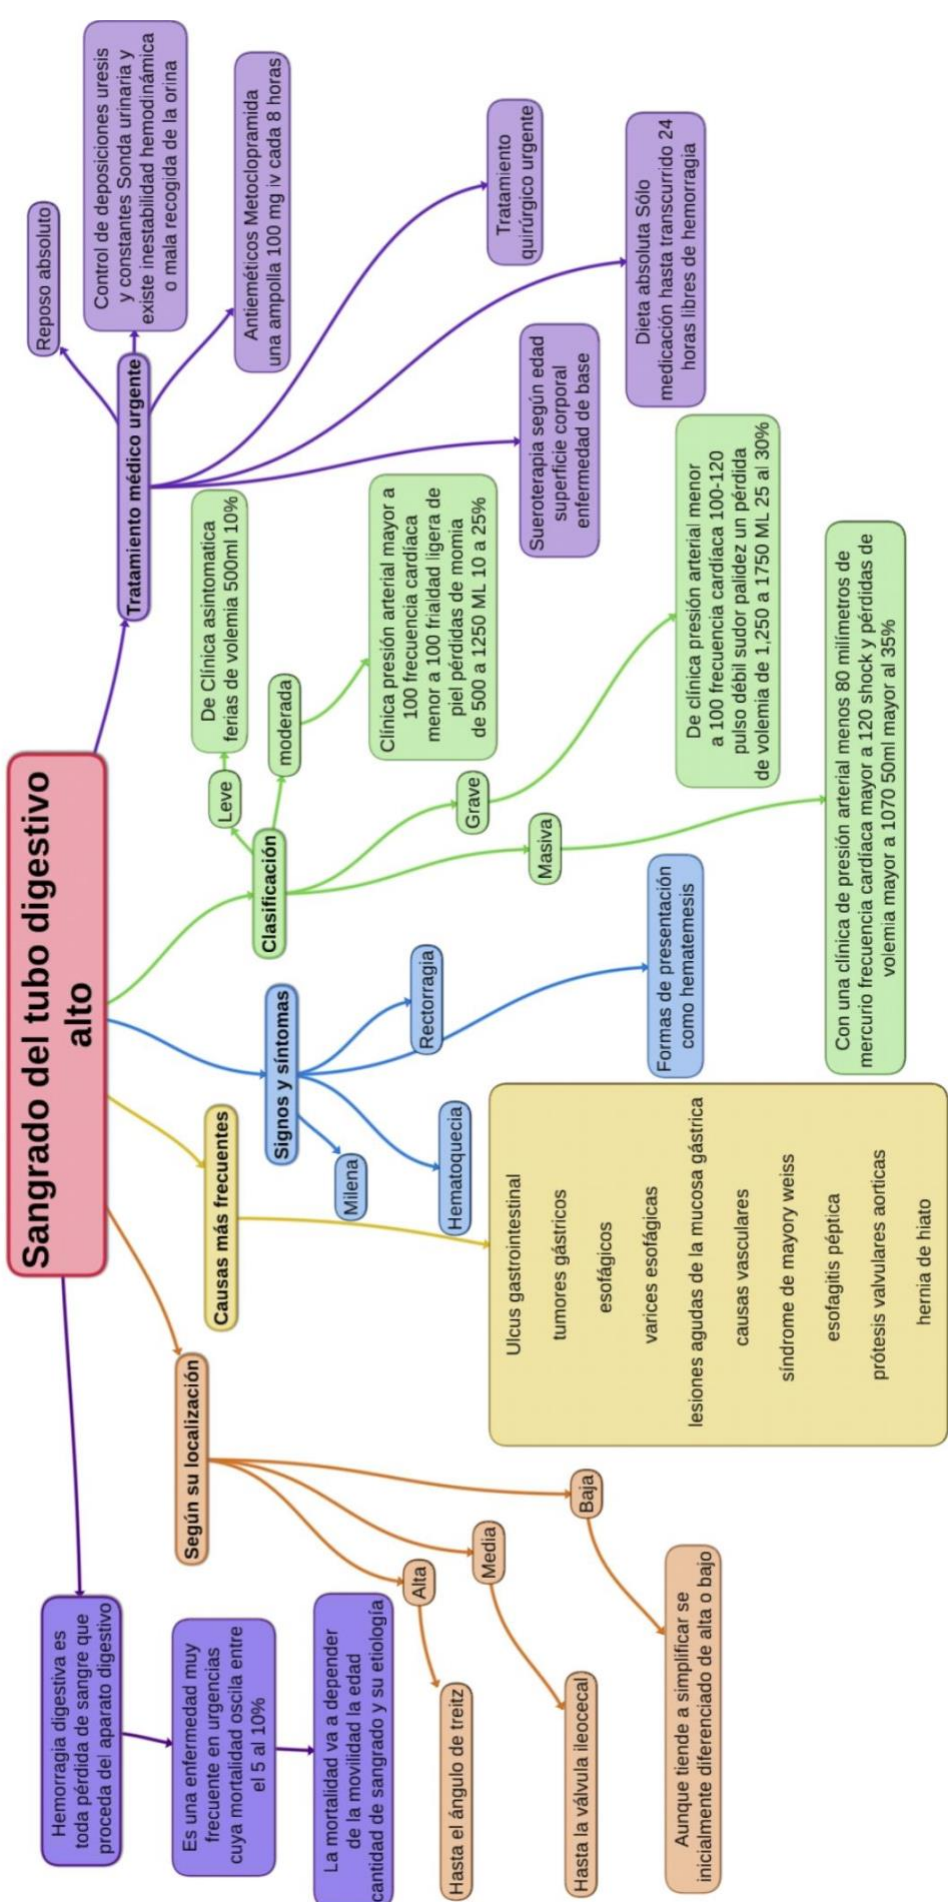 Sangrado del tubo digestivo
alto
Hemorragia digestiva es
toda pérdida de sangre que
proceda del aparato digestivo
Es una enfermedad muy
frecuente en urgencias
cuya mortalidad oscila entre
el 5 al 10%
La mortalidad va a depender
de la movilidad la edad
cantidad de sangrado y su etiología
Según su localización
Alta
Hasta el ángulo de treitz
Media
Hasta la válvula ileocecal
Baja
Aunque tiende a simplificar se
inicialmente diferenciado de alta o bajo
Causas más frecuentes
Ulcus gastrointestinal
tumores gástricos
esofágicos
varices esofágicas
lesiones agudas de la mucosa gástrica
causas vasculares
síndrome de mayory weiss
esofagitis péptica
prótesis valvulares aorticas
hernia de hiato
Signos y síntomas
Milena
Hematoquecia
Rectorragia
Formas de presentación
como hematemesis
Clasificación
Leve
De Clínica asintomatica
ferias de volemia 500ml 10%
moderada
Clínica presión arterial mayor a
100 frecuencia cardíaca
menor a 100 frialdad ligera de
piel pérdidas de momia
de 500 a 1250 ML 10 a 25%
Grave
De clínica presión arterial menor
a 100 frecuencia cardíaca 100-120
pulso débil sudor palidez un pérdida
de volemia de 1,250 a 1750 ML 25 al 30%
Masiva
Con una clínica de presión arterial menos 80 milímetros de
mercurio frecuencia cardíaca mayor a 120 shock y pérdidas de
volemia mayor a 1070 50ml mayor al 35%
Tratamiento médico urgente
Reposo absoluto
Control de deposiciones uresis
y constantes Sonda urinaria y
existe inestabilidad hemodinámica
o mala recogida de la orina
Antieméticos Metoclopramida
una ampolla 100 mg iv cada 8 horas
Tratamiento
quirúrgico urgente
Dieta absoluta Sólo
medicación hasta transcurrido 24
horas libres de hemorragia
Sueroterapia según edad
superficie corporal
enfermedad de base